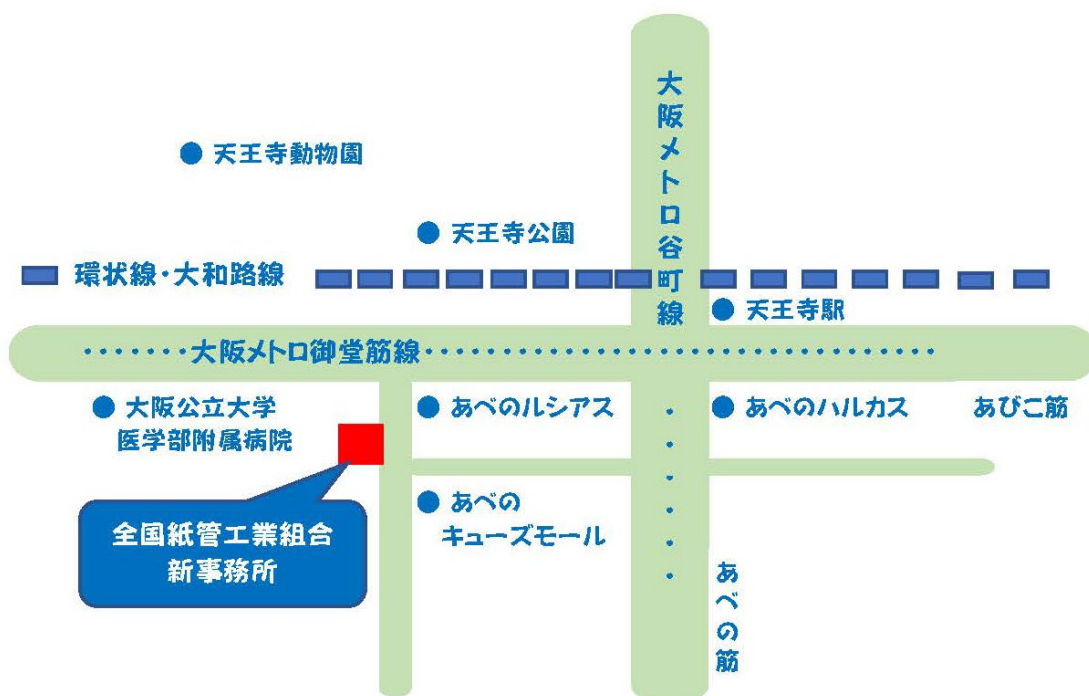 大阪メトロ谷町線
天王寺動物園
天王寺公園
環状線・大和路線
天王寺駅
大阪メトロ御堂筋線
大阪公立大学
医学部附属病院
あべのルシアス
あべのハルカス
あびこ筋
あべの
キューズモール
全国紙管工業組合
新事務所
あべの筋